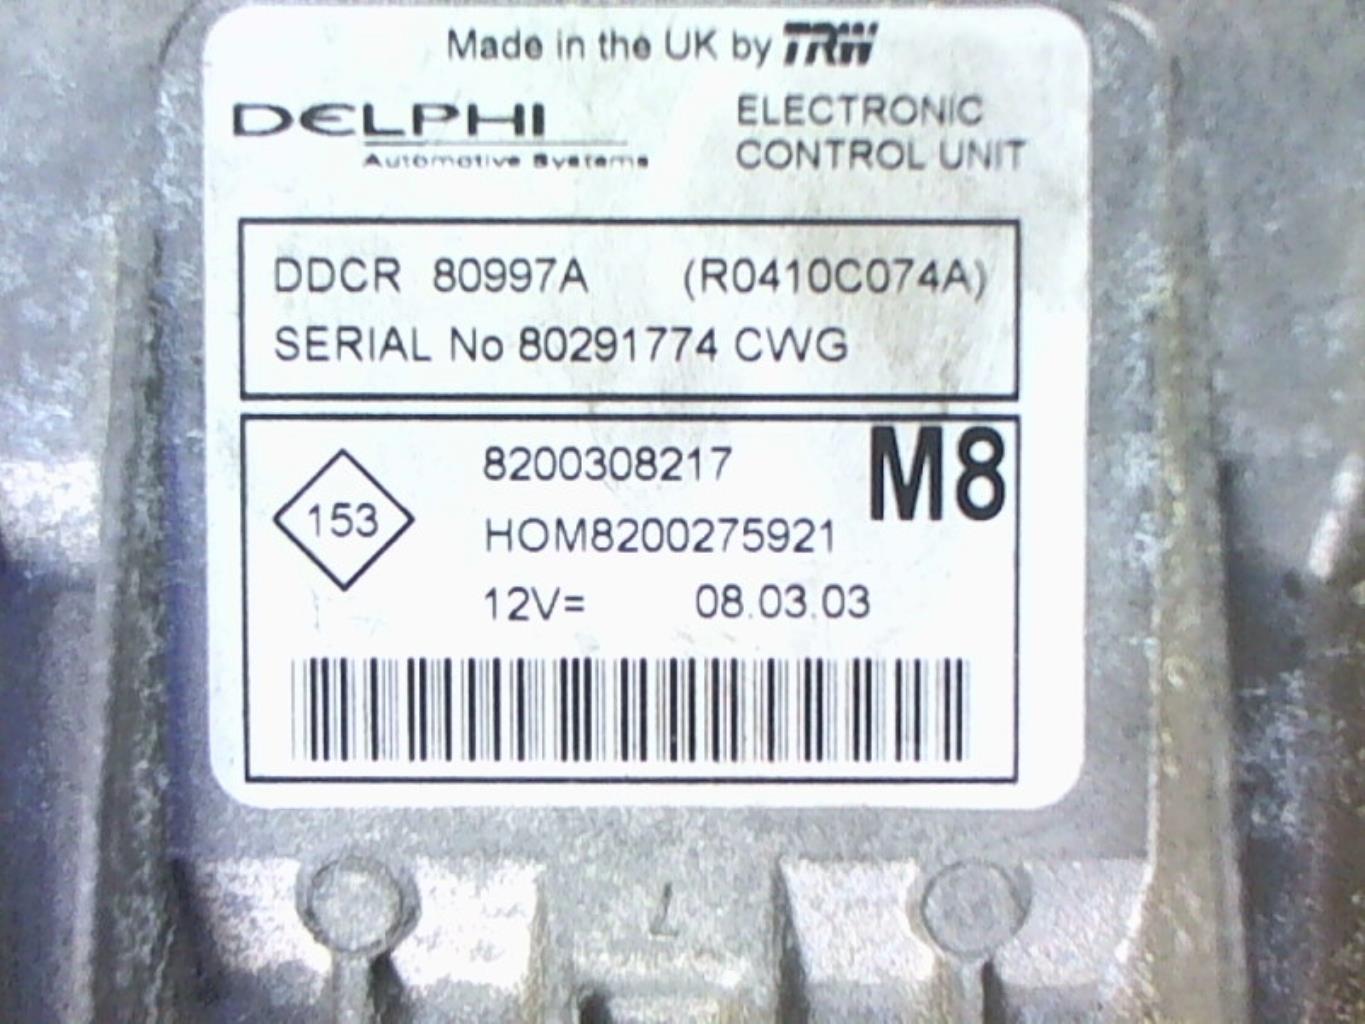 Made in the UK by TRW
DELPHI
Automotive Systems
ELECTRONIC
CONTROL UNIT
DDCR 80997A (R0410C074A)
SERIAL No 80291774 CWG
153
8200308217
M8
HOM8200275921
12V= 08.03.03